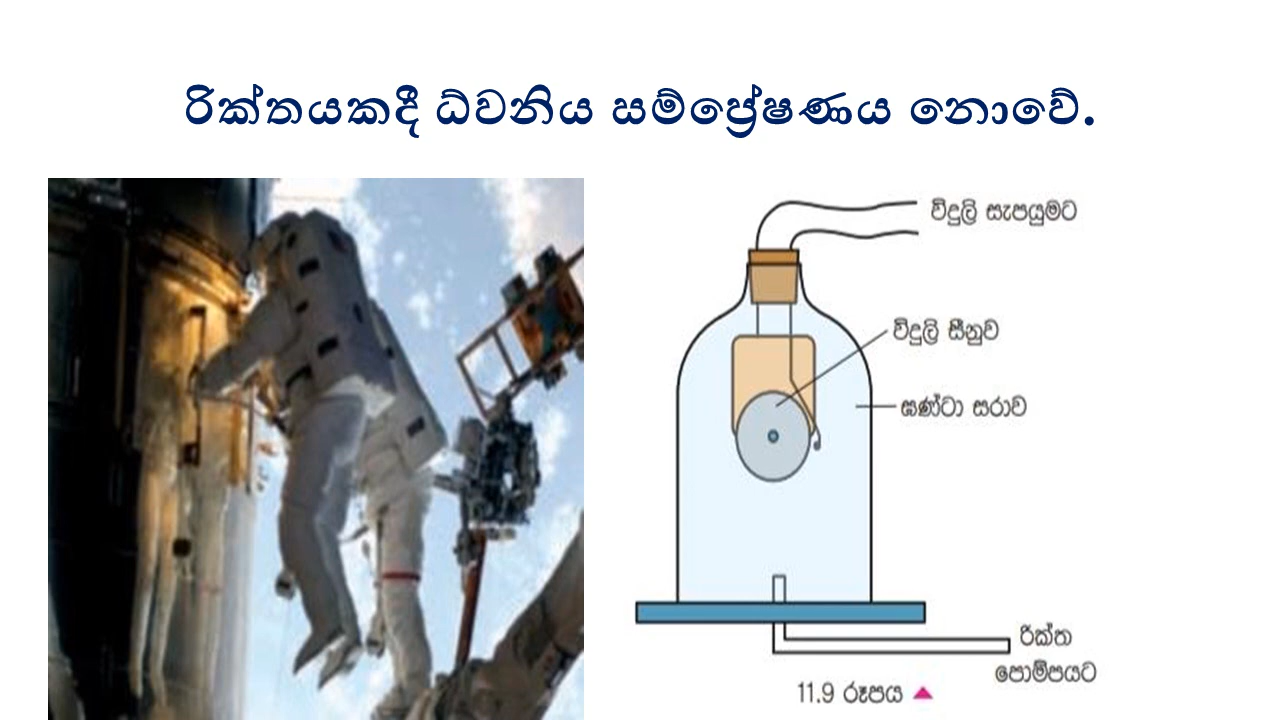 රික්තයකදී ධ්වනිය සම්ප්‍රේෂණය නොවේ.
විදුලි සැපයුමට
විදුලි සීනුව
ඝණ්ටා සරාව
රික්ත
පොම්පයට
11.9 රූපය